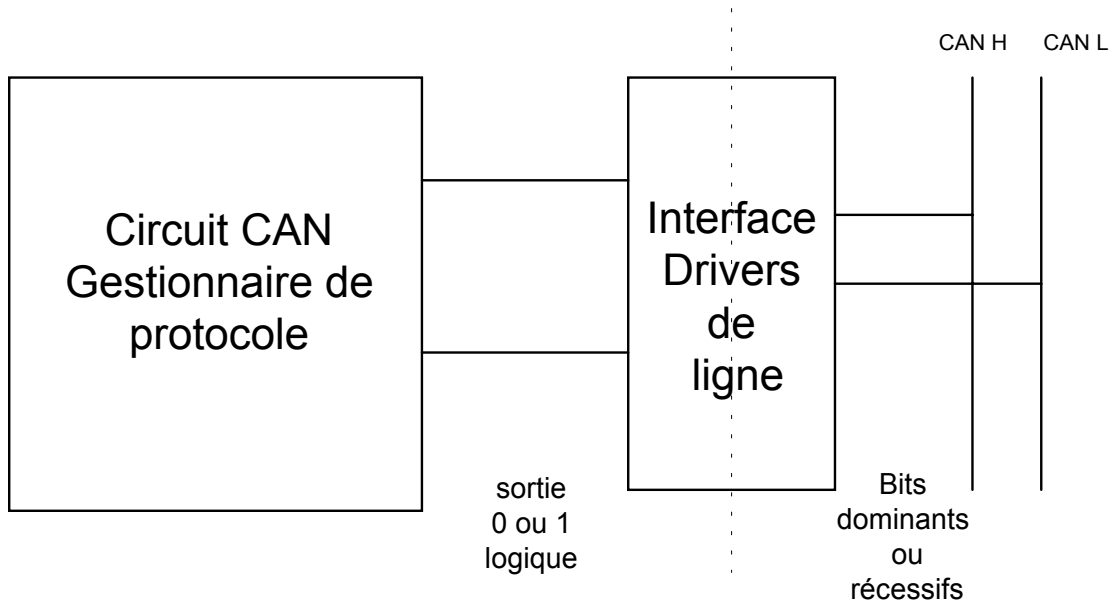 CAN H
CAN L
Circuit CAN
Gestionnaire de
protocole
Interface
Drivers
de
ligne
sortie
0 ou 1
logique
Bits
dominants
ou
récessifs